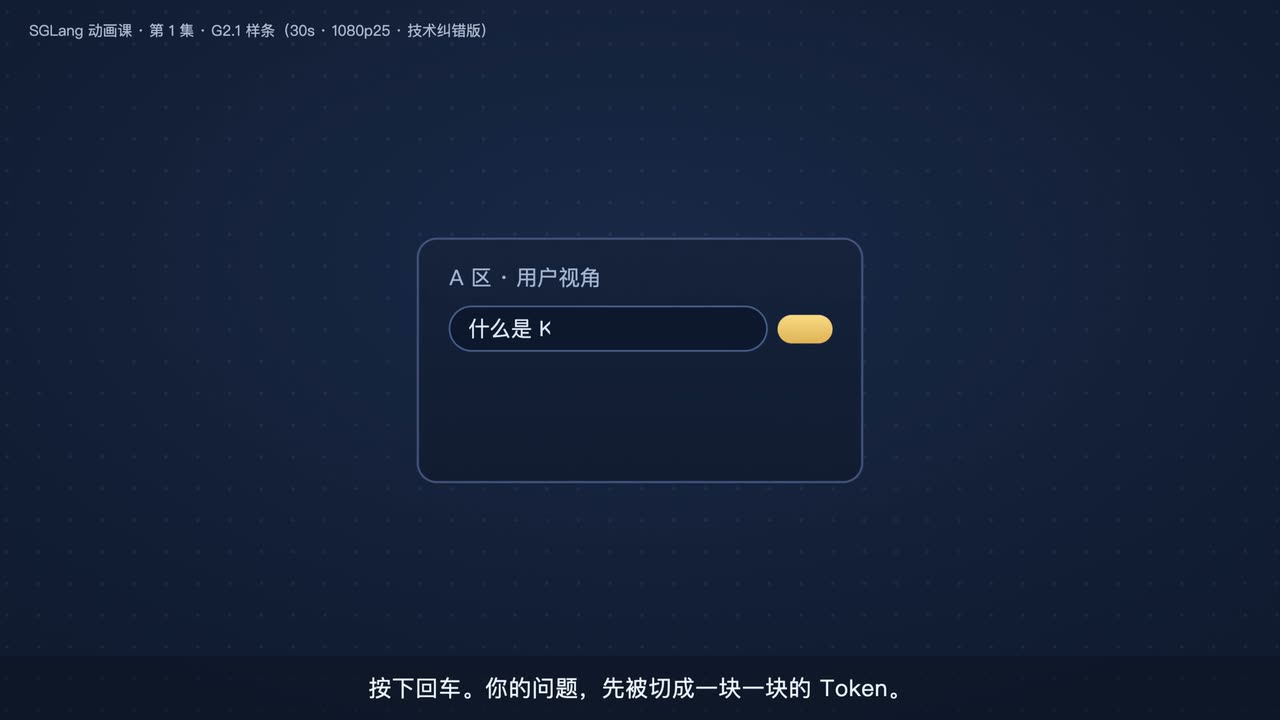 SGLang 动画课 · 第 1 集 · G2.1 样条（30s · 1080p25 · 技术纠错版）
A 区 · 用户视角
什么是 K
按下回车。你的问题，先被切成一块一块的 Token。